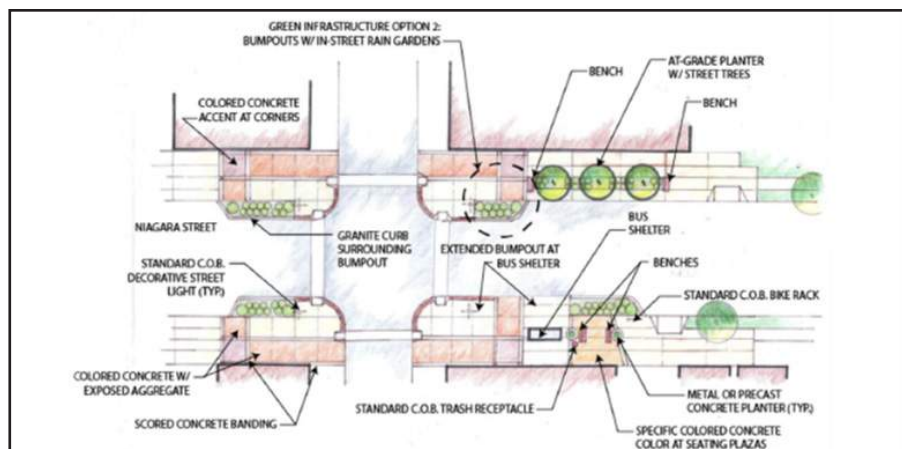 GREEN INFRASTRUCTURE OPTION 2:
BUMPOUTS W/ IN-STREET RAIN GARDENS
AT-GRADE PLANTER
W/ STREET TREES
BENCH
BENCH
COLORED CONCRETE
ACCENT AT CORNERS
NIAGARA STREET
GRANITE CURB
SURROUNDING
BUMPOUT
EXTENDED BUMPOUT AT
BUS SHELTER
BUS
SHELTER
BENCHES
STANDARD C.O.B.
DECORATIVE STREET
LIGHT (TYP.)
STANDARD C.O.B. BIKE RACK
COLORED CONCRETE W/
EXPOSED AGGREGATE
SCORED CONCRETE BANDING
STANDARD C.O.B. TRASH RECEPTACLE
METAL OR PRECAST
CONCRETE PLANTER (TYP.)
SPECIFIC COLORED CONCRETE
COLOR AT SEATING PLAZAS